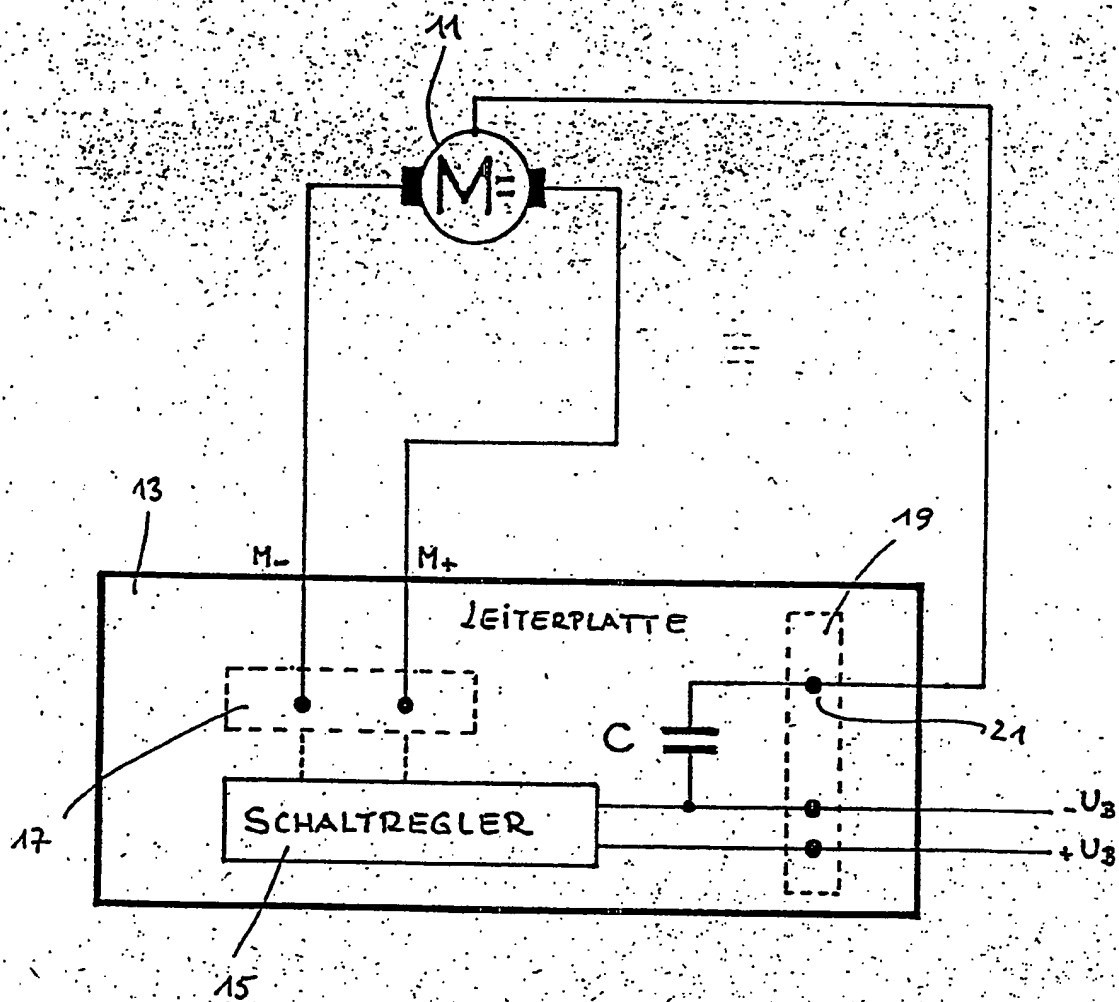 11
M=
13
19
M- M+
LEITERPLATTE
21
C
17
SCHALTREGLER
-UB
+UB
15